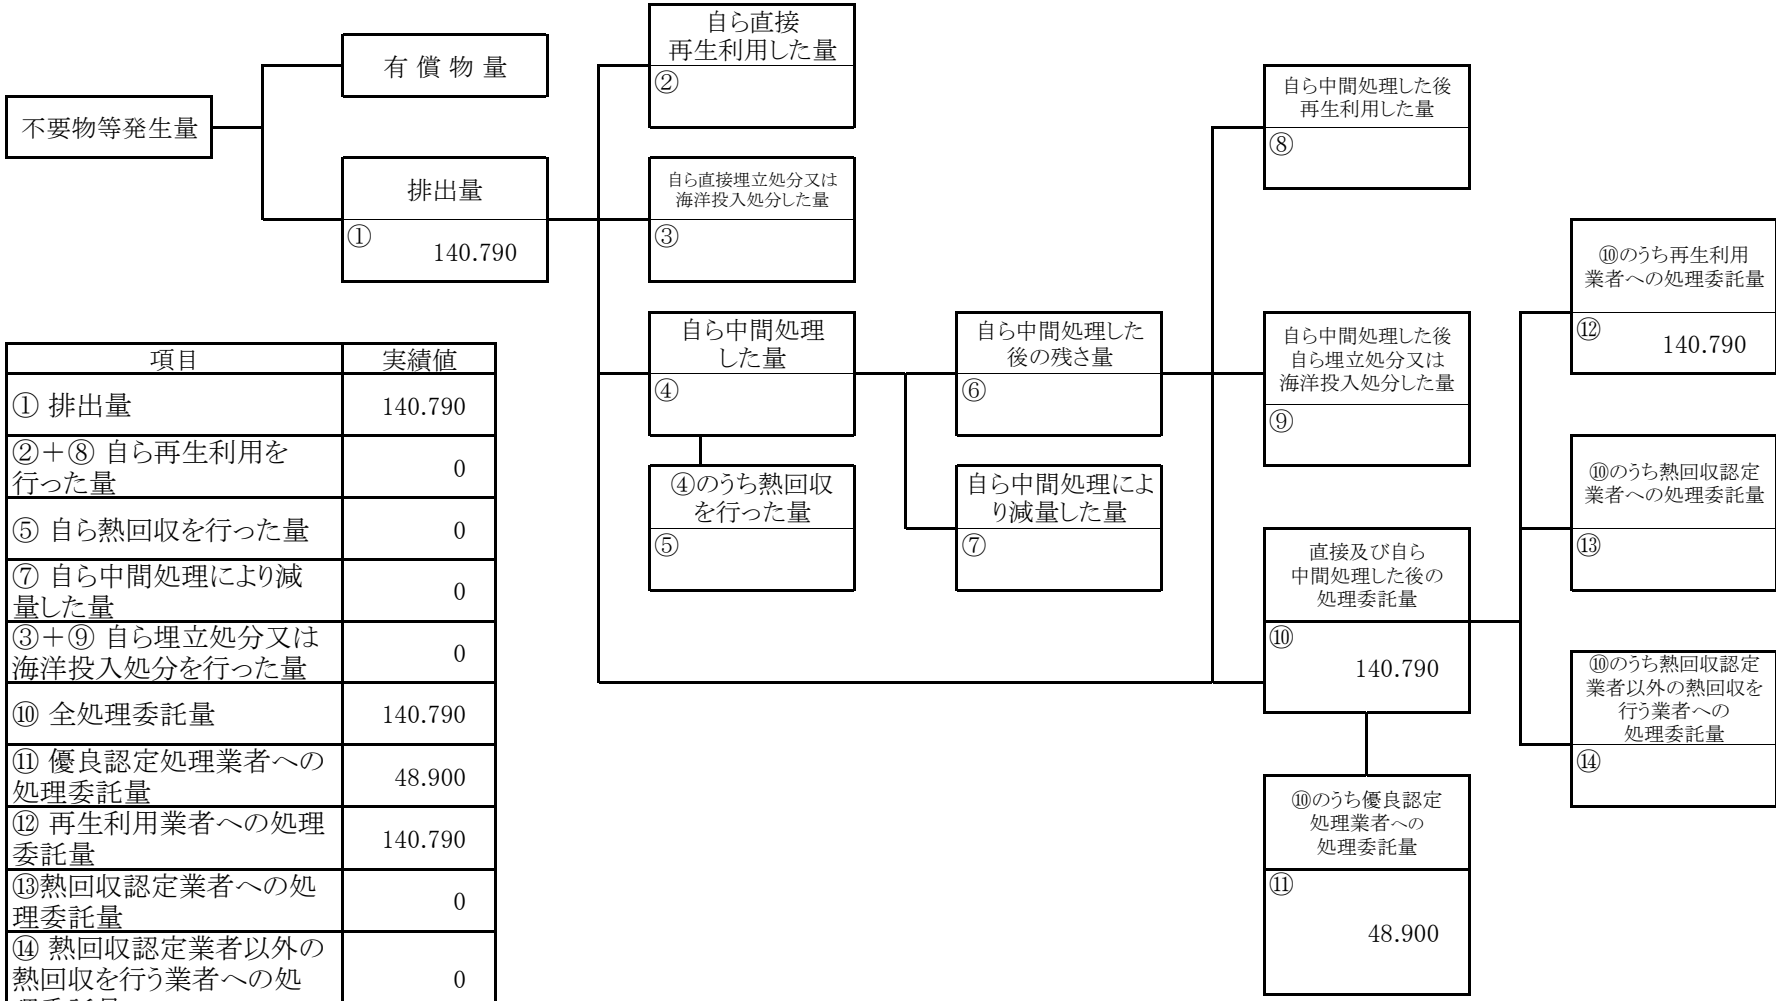 不要物等発生量
有 償 物 量
排出量
①
140.790
自ら直接
再生利用した量
②
自ら直接埋立処分又は
海洋投入処分した量
③
自ら中間処理
した量
④
④のうち熱回収
を行った量
⑤
自ら中間処理した
後の残さ量
⑥
自ら中間処理によ
り減量した量
⑦
自ら中間処理した後
再生利用した量
⑧
自ら中間処理した後
自ら埋立処分又は
海洋投入処分した量
⑨
直接及び自ら
中間処理した後の
処理委託量
⑩
140.790
⑩のうち優良認定
処理業者への
処理委託量
⑪
48.900
⑩のうち再生利用
業者への処理委託量
⑫
140.790
⑩のうち熱回収認定
業者への処理委託量
⑬
⑩のうち熱回収認定
業者以外の熱回収を
行う業者への
処理委託量
⑭
項目 実績値
① 排出量 140.790
②＋⑧ 自ら再生利用を
行った量 0
⑤ 自ら熱回収を行った量 0
⑦ 自ら中間処理により減
量した量 0
③＋⑨ 自ら埋立処分又は
海洋投入処分を行った量 0
⑩ 全処理委託量 140.790
⑪ 優良認定処理業者への
処理委託量 48.900
⑫ 再生利用業者への処理
委託量 140.790
⑬熱回収認定業者への処
理委託量 0
⑭ 熱回収認定業者以外の
熱回収を行う業者への処 0